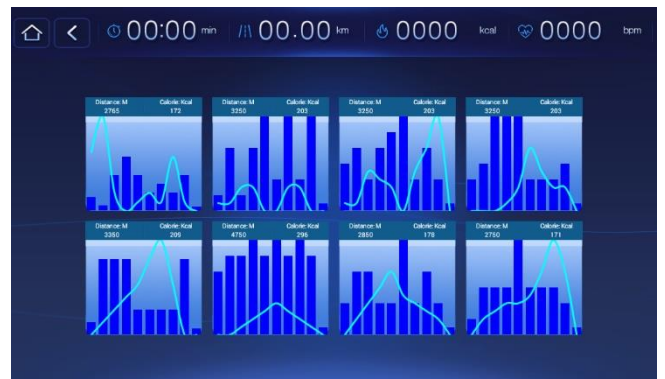 00:00 min 00.00 km 0000 kcal 0000 bpm
Distance: M Calorie: Kcal Distance: M Calorie: Kcal Distance: M Calorie: Kcal Distance: M Calorie: Kcal
2765 172 3250 203 3250 203 3250 203
Distance: M Calorie: Kcal Distance: M Calorie: Kcal Distance: M Calorie: Kcal Distance: M Calorie: Kcal
3350 209 4750 296 2850 178 2750 171